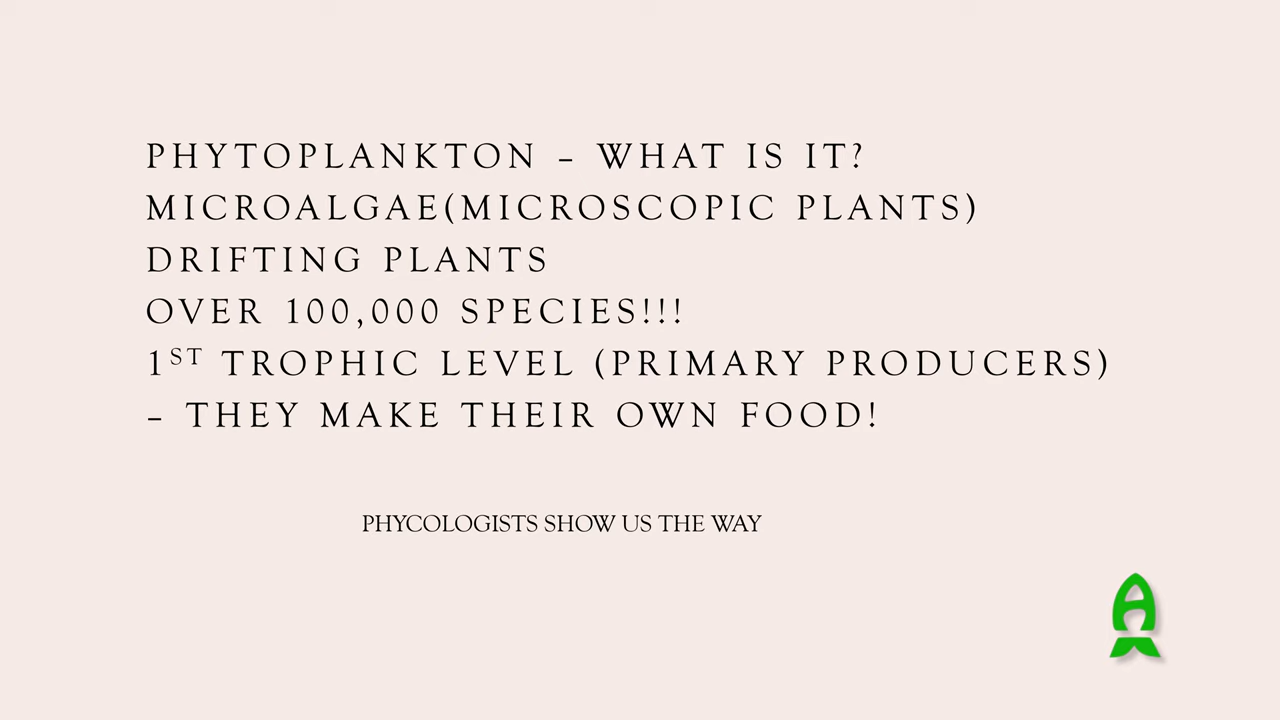 PHYTOPLANKTON – WHAT IS IT?
MICROALGAE(MICROSCOPIC PLANTS)
DRIFTING PLANTS
OVER 100,000 SPECIES!!!
1ST TROPHIC LEVEL (PRIMARY PRODUCERS)
– THEY MAKE THEIR OWN FOOD!
PHYCOLOGISTS SHOW US THE WAY